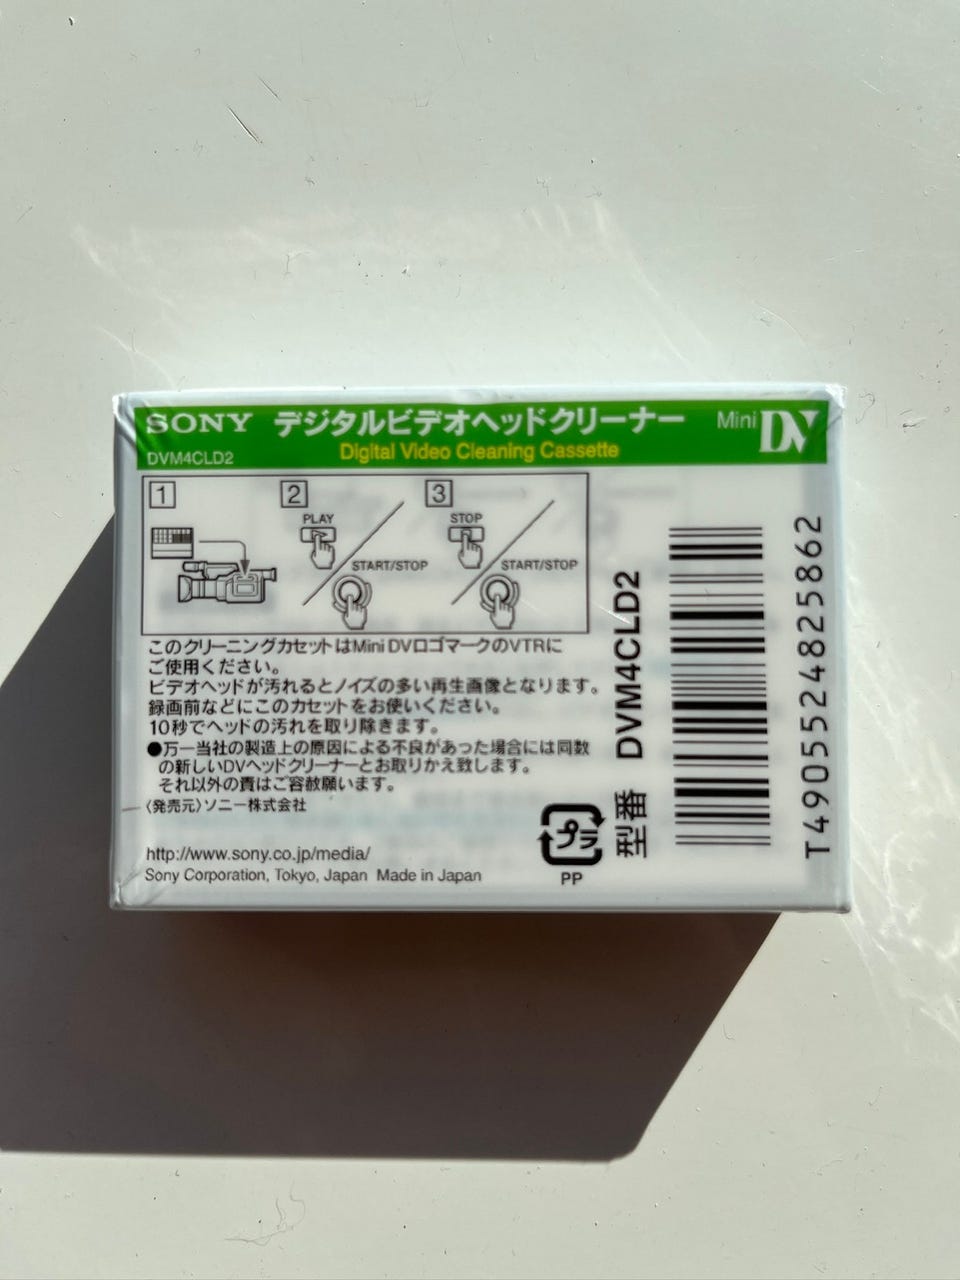 SONY デジタルビデオヘッドクリーナー Mini DV
DVM4CLD2 Digital Video Cleaning Cassette
1 2 3
PLAY
START/STOP
STOP
START/STOP
このクリーニングカセットはMini DVロゴマークのVTRに
ご使用ください。
ビデオヘッドが汚れるとノイズの多い再生画像となります。
録画前などにこのカセットをお使いください。
10秒でヘッドの汚れを取り除きます。
●万一当社の製造上の原因による不良があった場合には同数
の新しいDVヘッドクリーナーとお取りかえ致します。
それ以外の責はご容赦願います。
〈発売元〉ソニー株式会社
http://www.sony.co.jp/media/
Sony Corporation, Tokyo, Japan Made in Japan
プラ
PP
型番 DVM4CLD2
T4905524825862